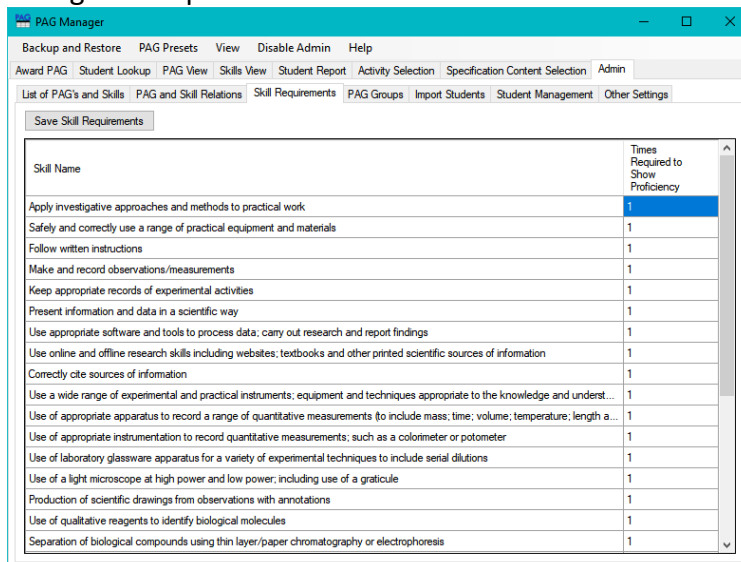 PAG Manager
Backup and Restore PAG Presets View Disable Admin Help
Award PAG Student Lookup PAG View Skills View Student Report Activity Selection Specification Content Selection Admin
List of PAG's and Skills PAG and Skill Relations Skill Requirements PAG Groups Import Students Student Management Other Settings
Save Skill Requirements
Skill Name
Times
Required to
Show
Proficiency
Apply investigative approaches and methods to practical work 1
Safely and correctly use a range of practical equipment and materials 1
Follow written instructions 1
Make and record observations/measurements 1
Keep appropriate records of experimental activities 1
Present information and data in a scientific way 1
Use appropriate software and tools to process data; carry out research and report findings 1
Use online and offline research skills including websites; textbooks and other printed scientific sources of information 1
Correctly cite sources of information 1
Use a wide range of experimental and practical instruments; equipment and techniques appropriate to the knowledge and underst... 1
Use of appropriate apparatus to record a range of quantitative measurements (to include mass; time; volume; temperature; length a... 1
Use of appropriate instrumentation to record quantitative measurements; such as a colorimeter or potometer 1
Use of laboratory glassware apparatus for a variety of experimental techniques to include serial dilutions 1
Use of a light microscope at high power and low power; including use of a graticule 1
Production of scientific drawings from observations with annotations 1
Use of qualitative reagents to identify biological molecules 1
Separation of biological compounds using thin layer/paper chromatography or electrophoresis 1